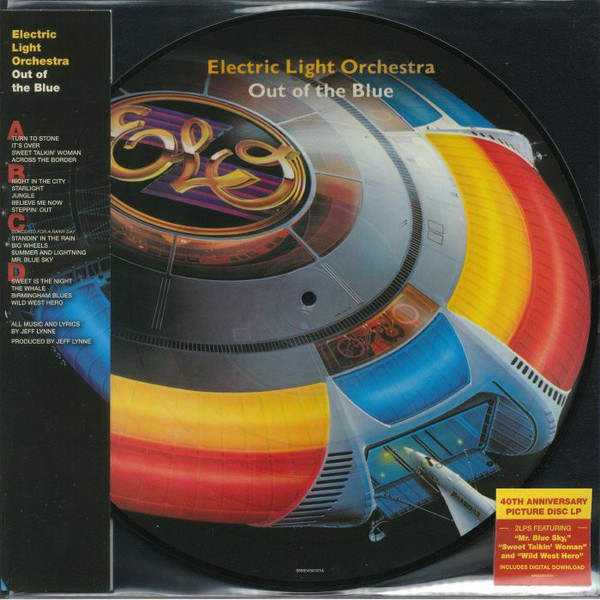 Electric
Light
Orchestra
Out of
the Blue
A
TURN TO STONE
IT'S OVER
SWEET TALKIN' WOMAN
ACROSS THE BORDER
B
NIGHT IN THE CITY
STARLIGHT
JUNGLE
BELIEVE ME NOW
STEPPIN' OUT
C
CONCERTO FOR A RAINY DAY
STANDIN' IN THE RAIN
BIG WHEELS
SUMMER AND LIGHTNING
MR. BLUE SKY
D
SWEET IS THE NIGHT
THE WHALE
BIRMINGHAM BLUES
WILD WEST HERO
ALL MUSIC AND LYRICS
BY JEFF LYNNE
PRODUCED BY JEFF LYNNE
Electric Light Orchestra
Out of the Blue
ELO
40TH ANNIVERSARY
PICTURE DISC LP
2LPS FEATURING
"Mr. Blue Sky,"
"Sweet Talkin' Woman"
and "Wild West Hero"
INCLUDES DIGITAL DOWNLOAD